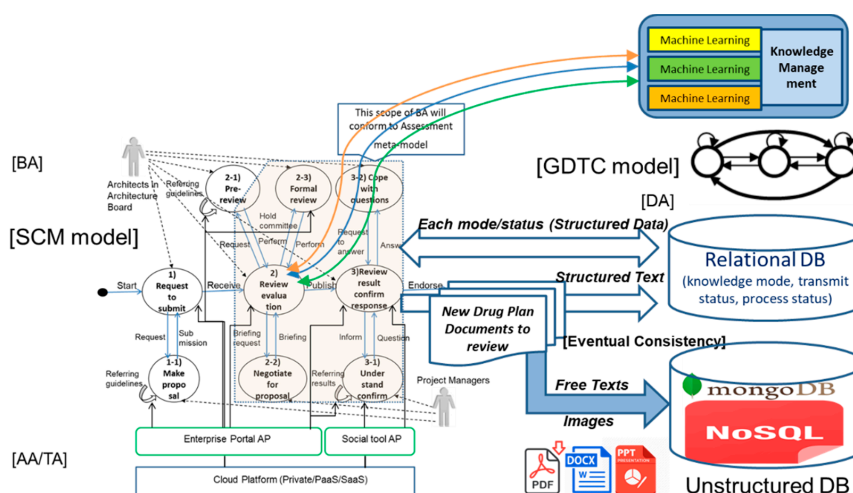 Machine Learning
Machine Learning
Machine Learning
Knowledge
Manage
ment
This scope of BA will
conform to Assessment
meta-model
[BA]
Architects in
Architecture
Board
2-1)
Pre-
review
2-3)
Formal
review
3-2) Cope
with
questions
Referring
guidelines
Hold
committee
[GDTC model]
[DA]
[SCM model]
Request
Perform
Perform
Request
to
answer
Answer
Each mode/status (Structured Data)
Start
1)
Request
to
submit
Receive
2)
Review
evalua
tion
Publish
3)Review
result
confirm
response
Endorse
Structured Text
Relational DB
(knowledge mode, transmit
status, process status)
New Drug Plan
Documents to
review
[Eventual Consistency]
Request
Sub
mission
Briefing
request
Briefing
Inform
Question
Referring
guidelines
1-1)
Make
propo
sal
2-2)
Negotiate
for
proposal
Referring
results
3-1)
Under
stand
confirm
Project Managers
Free Texts
Images
mongoDB
NoSQL
Enterprise Portal AP
Social tool AP
[AA/TA]
Cloud Platform (Private/PaaS/SaaS)
PDF
DOCX
W
PPT
Unstructured DB